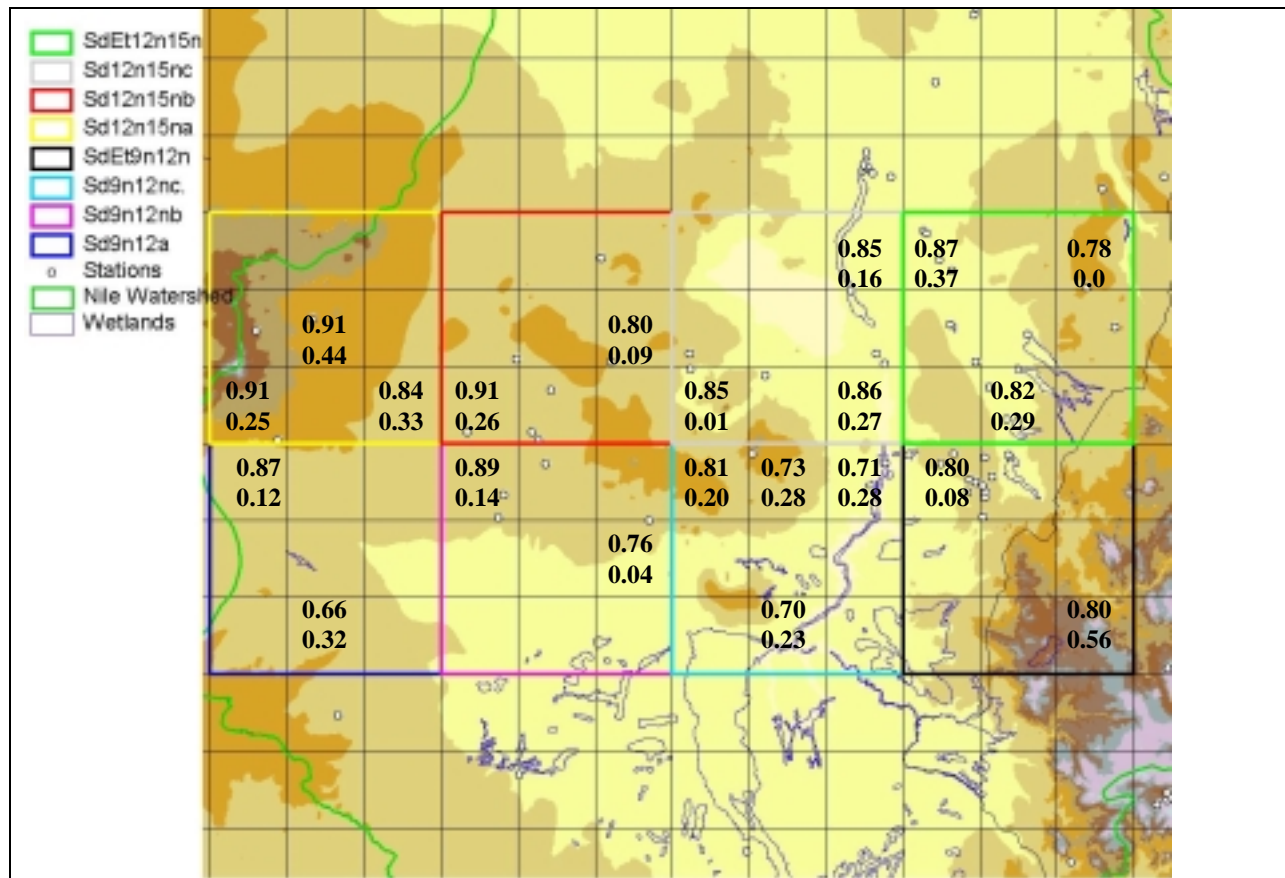 SdEt12n15n
Sd12n15nc
Sd12n15nb
Sd12n15na
SdEt9n12n
Sd9n12nc.
Sd9n12nb
Sd9n12a
Stations
Nile Watershed
Wetlands
0.85 0.87 0.78
0.16 0.37 0.0
0.91 0.80
0.44 0.09
0.91 0.84 0.91 0.85 0.86 0.82
0.25 0.33 0.26 0.01 0.27 0.29
0.87 0.89 0.81 0.73 0.71 0.80
0.12 0.14 0.20 0.28 0.28 0.08
0.76
0.04
0.66 0.70 0.80
0.32 0.23 0.56